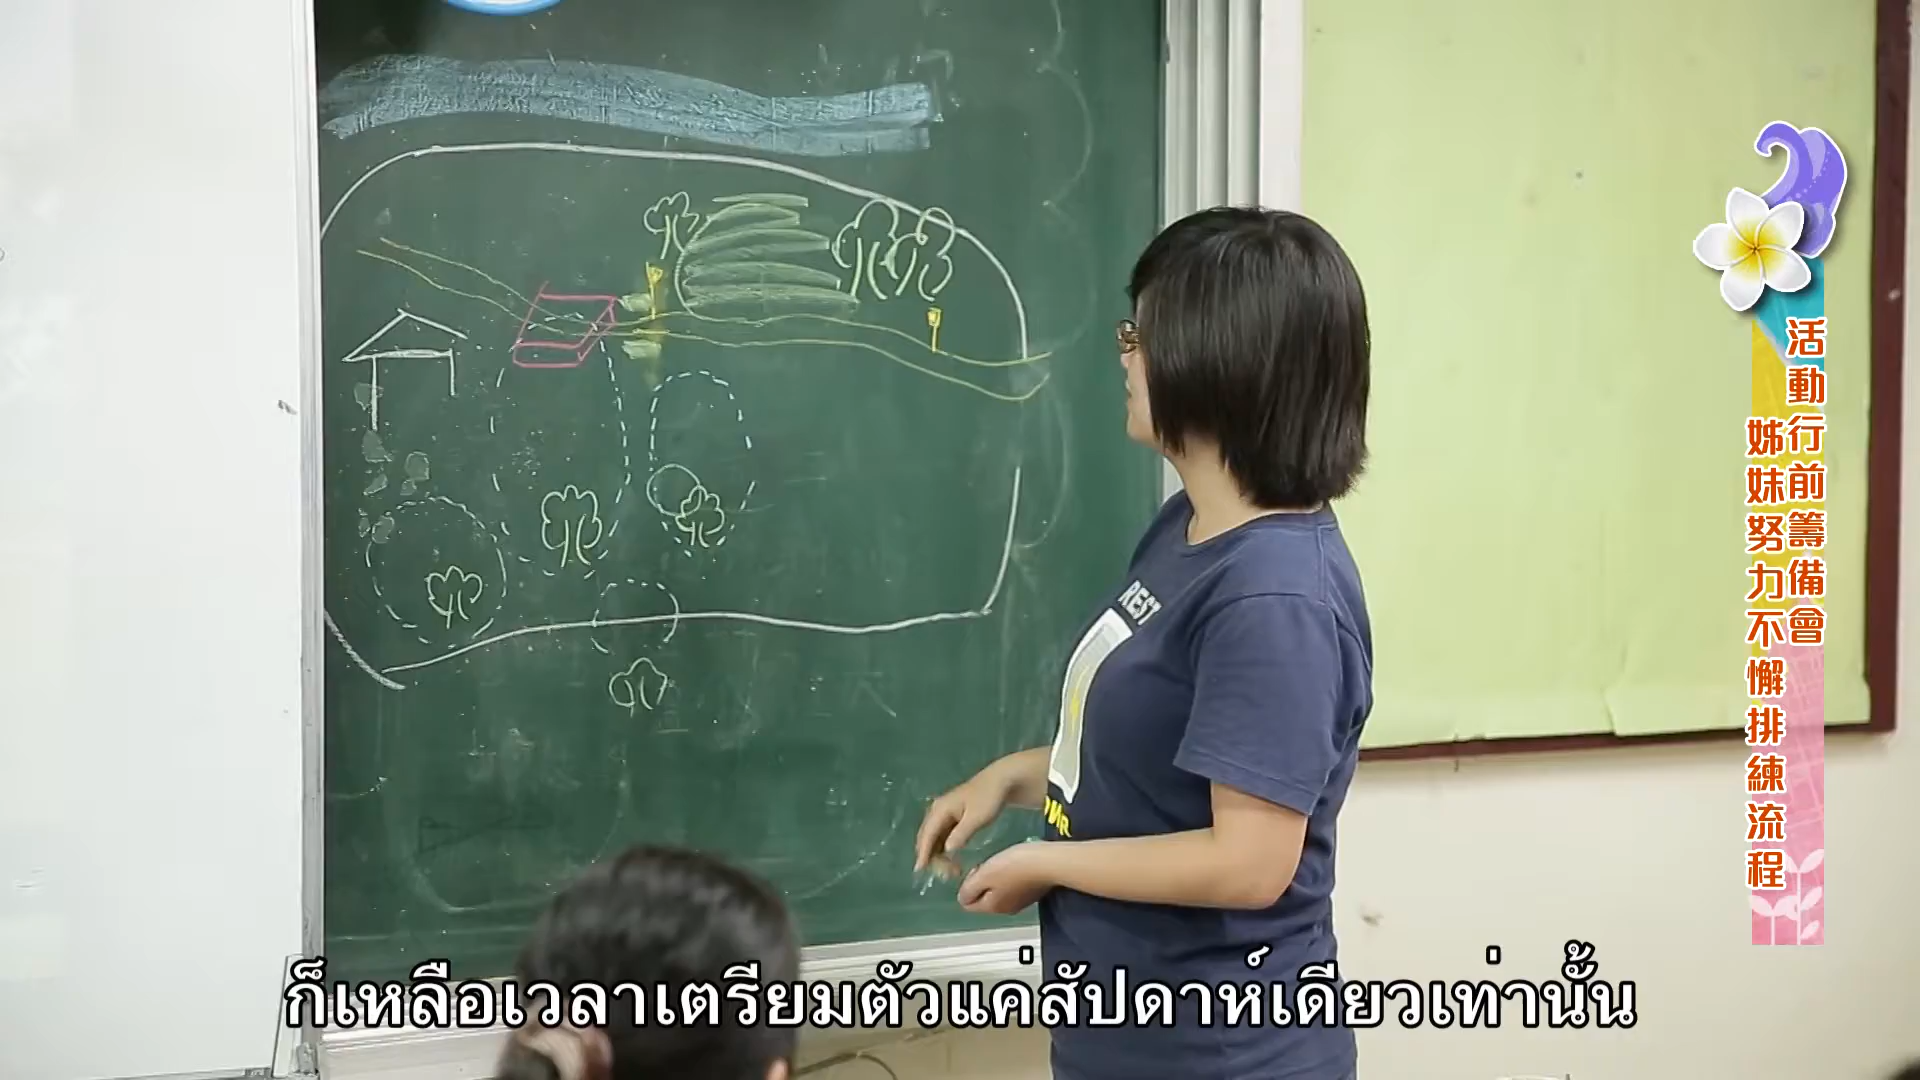 活動行前籌備會
姊妹努力不懈排練流程
REST
ก็เหลือเวลาเตรียมตัวแค่สัปดาห์เดียวเท่านั้น